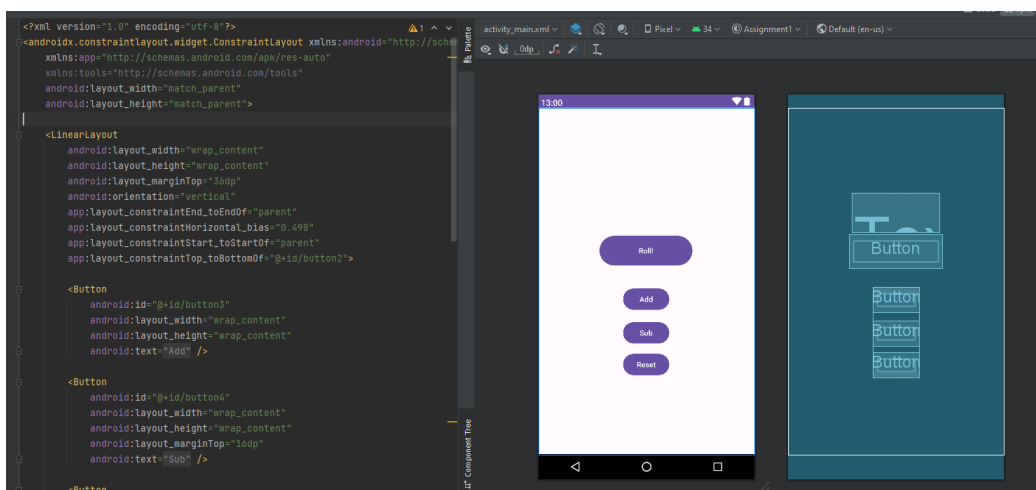 <?xml version="1.0" encoding="utf-8"?>
1
<androidx.constraintlayout.widget.ConstraintLayout xmlns:android="http://schem
xmlns:app="http://schemas.android.com/apk/res-auto"
xmlns:tools="http://schemas.android.com/tools"
android:layout_width="match_parent"
android:layout_height="match_parent">
<LinearLayout
android:layout_width="wrap_content"
android:layout_height="wrap_content"
android:layout_marginTop="36dp"
android:orientation="vertical"
app:layout_constraintEnd_toEndOf="parent"
app:layout_constraintHorizontal_bias="0.498"
app:layout_constraintStart_toStartOf="parent"
app:layout_constraintTop_toBottomOf="@+id/button2">
<Button
android:id="@+id/button3"
android:layout_width="wrap_content"
android:layout_height="wrap_content"
android:text="Add" />
<Button
android:id="@+id/button4"
android:layout_width="wrap_content"
android:layout_height="wrap_content"
android:layout_marginTop="16dp"
android:text="Sub" />
<Button
Palette
Component Tree
activity_main.xml
Pixel
34
Assignment1
Default (en-us)
0dp
13:00
Roll!
Add
Sub
Reset
Button
Button
Button
Button